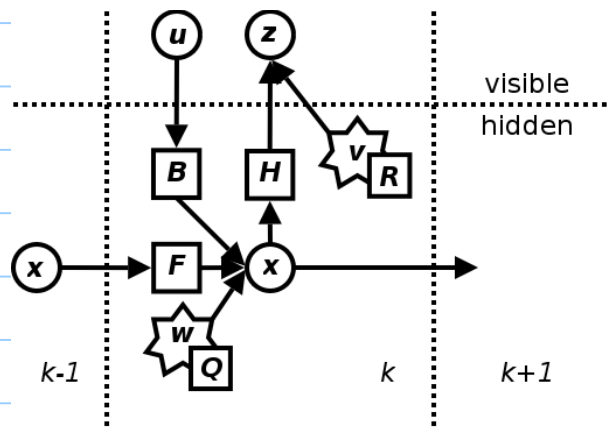 u z
visible
hidden
B H v R
x F x
w
Q
k-1 k k+1